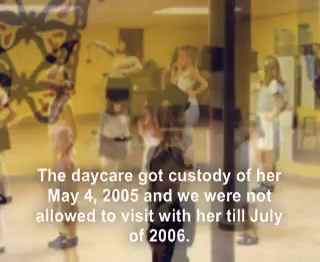 The daycare got custody of her
May 4, 2005 and we were not
allowed to visit with her till July
of 2006.